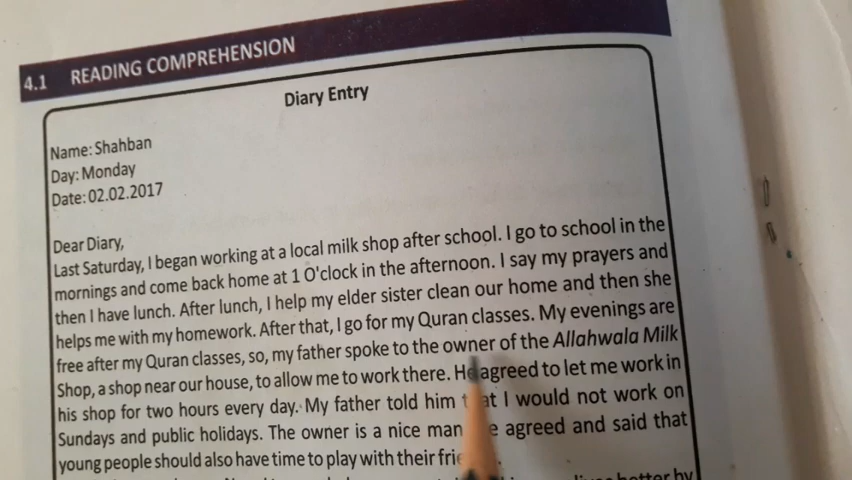 4.1 READING COMPREHENSION
Diary Entry
Name: Shahban
Day: Monday
Date: 02.02.2017
Dear Diary,
Last Saturday, I began working at a local milk shop after school. I go to school in the
mornings and come back home at 1 O'clock in the afternoon. I say my prayers and
then I have lunch. After lunch, I help my elder sister clean our home and then she
helps me with my homework. After that, I go for my Quran classes. My evenings are
free after my Quran classes, so, my father spoke to the owner of the Allahwala Milk
Shop, a shop near our house, to allow me to work there. He agreed to let me work in
his shop for two hours every day. My father told him that I would not work on
Sundays and public holidays. The owner is a nice man agreed and said that
young people should also have time to play with their
better by